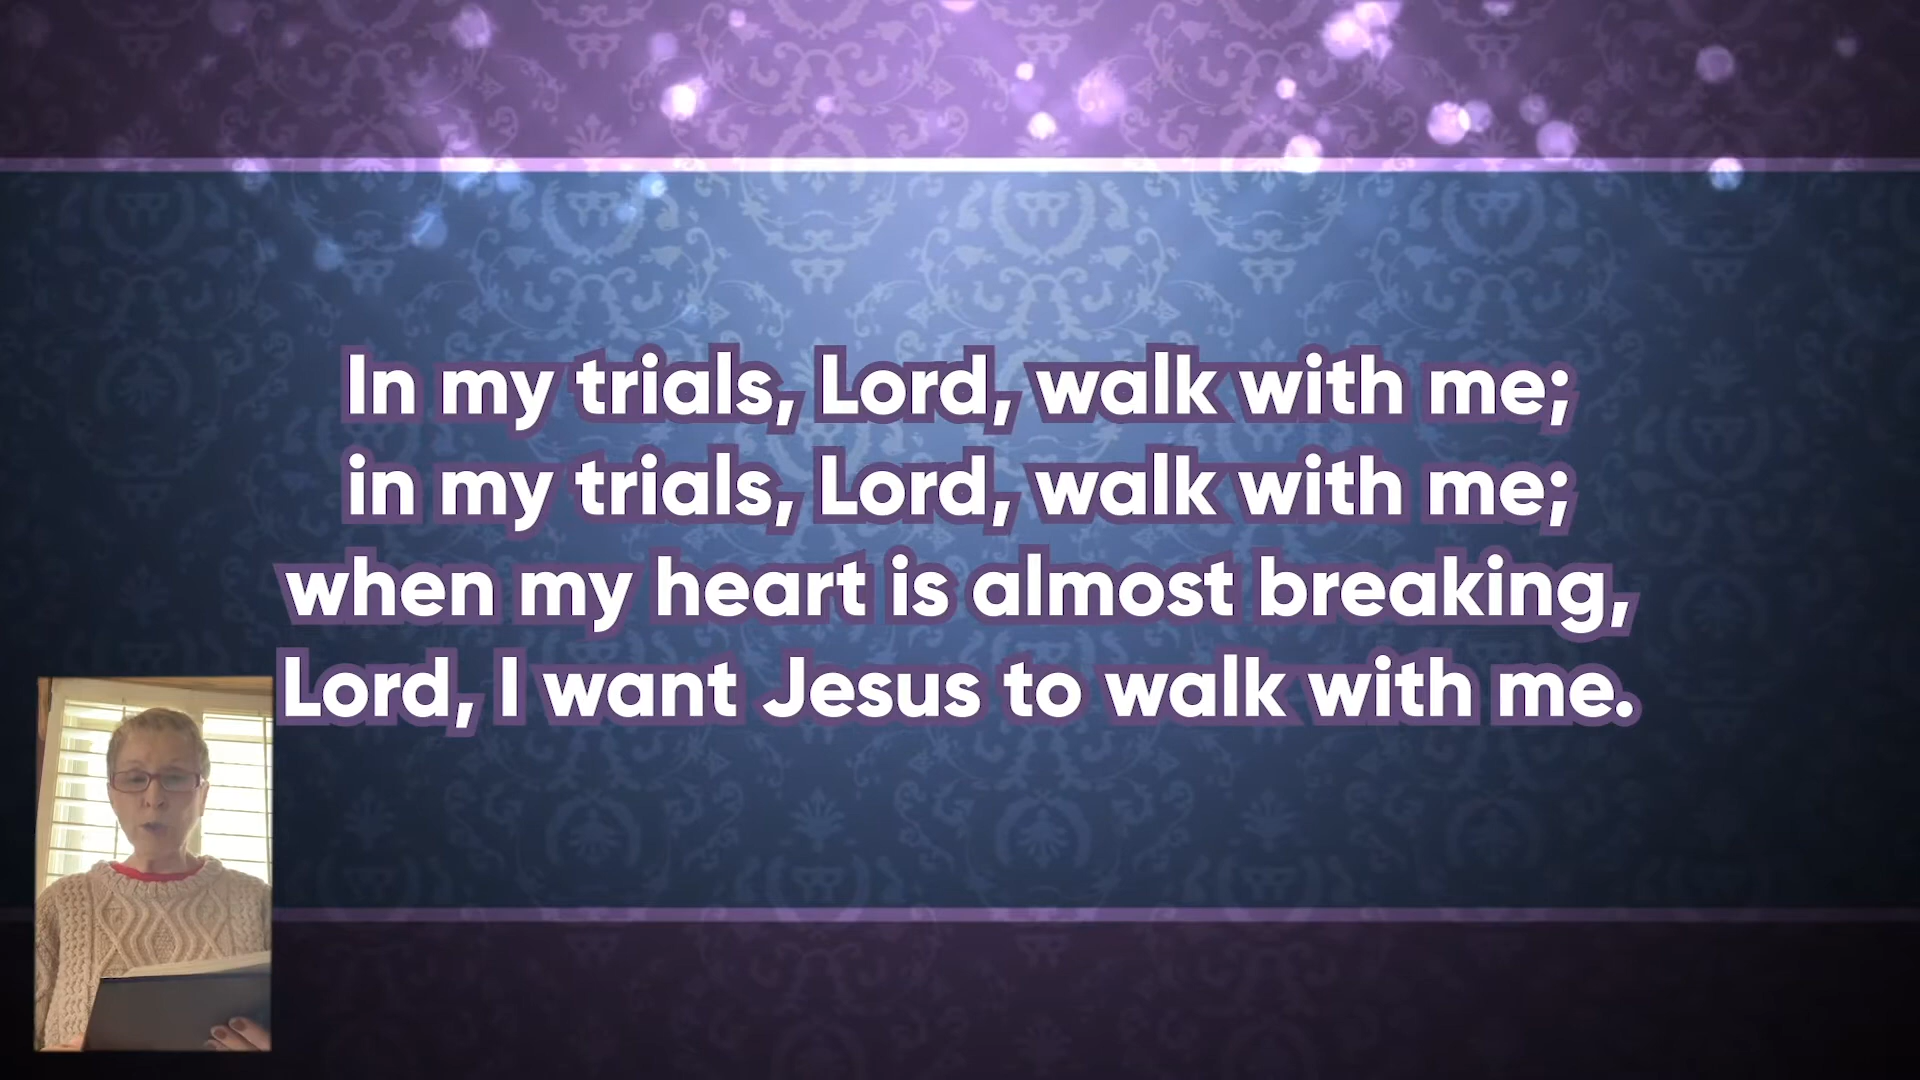 In my trials, Lord, walk with me;
in my trials, Lord, walk with me;
when my heart is almost breaking,
Lord, I want Jesus to walk with me.